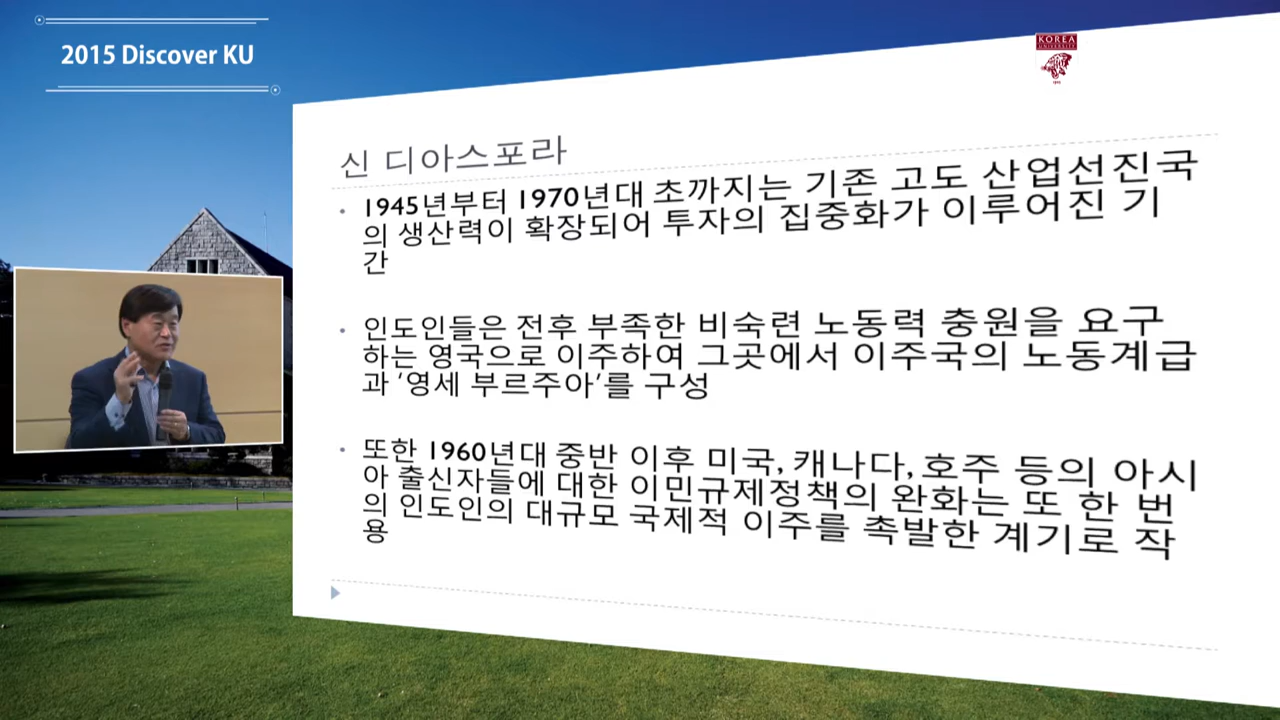 2015 Discover KU
KOREA
UNIVERSITY
1905
신 디아스포라
• 1945년부터 1970년대 초까지는 기존 고도 산업선진국
의 생산력이 확장되어 투자의 집중화가 이루어진 기
간
• 인도인들은 전후 부족한 비숙련 노동력 충원을 요구
하는 영국으로 이주하여 그곳에서 이주국의 노동계급
과 ‘영세 부르주아’를 구성
• 또한 1960년대 중반 이후 미국, 캐나다, 호주 등의 아시
아 출신자들에 대한 이민규제정책의 완화는 또 한 번
의 인도인의 대규모 국제적 이주를 촉발한 계기로 작
용